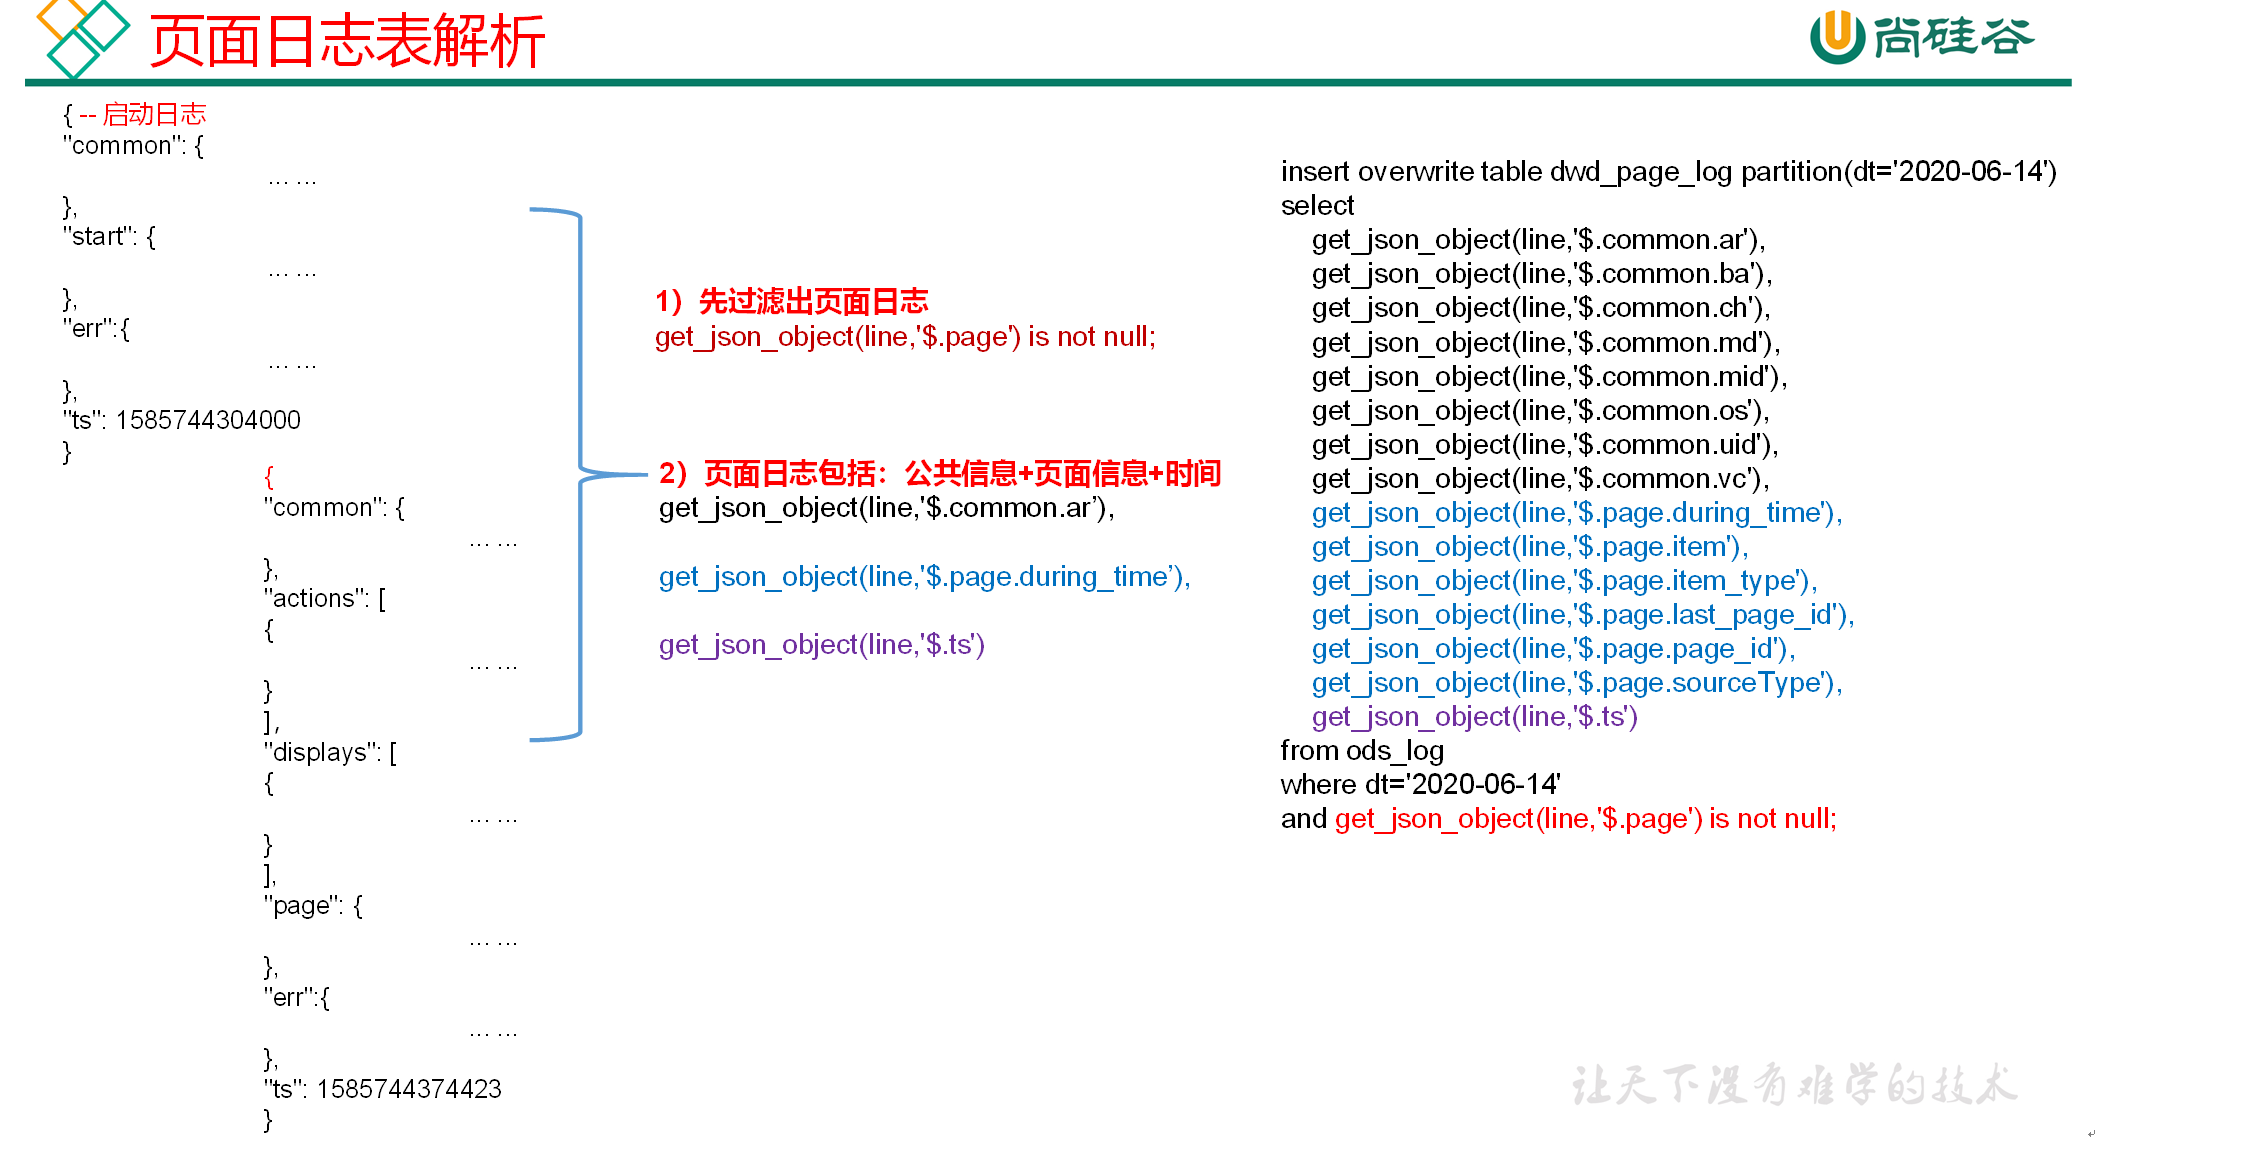 页面日志表解析
尚硅谷
{ -- 启动日志
"common": {
... ...
},
"start": {
... ...
},
"err":{
... ...
},
"ts": 1585744304000
}
{
"common": {
... ...
},
"actions": [
{
... ...
}
],
"displays": [
{
... ...
}
],
"page": {
... ...
},
"err":{
... ...
},
"ts": 1585744374423
}
1）先过滤出页面日志
get_json_object(line,'$.page') is not null;
2）页面日志包括：公共信息+页面信息+时间
get_json_object(line,'$.common.ar’),
get_json_object(line,'$.page.during_time’),
get_json_object(line,'$.ts')
insert overwrite table dwd_page_log partition(dt='2020-06-14')
select
get_json_object(line,'$.common.ar'),
get_json_object(line,'$.common.ba'),
get_json_object(line,'$.common.ch'),
get_json_object(line,'$.common.md'),
get_json_object(line,'$.common.mid'),
get_json_object(line,'$.common.os'),
get_json_object(line,'$.common.uid'),
get_json_object(line,'$.common.vc'),
get_json_object(line,'$.page.during_time'),
get_json_object(line,'$.page.item'),
get_json_object(line,'$.page.item_type'),
get_json_object(line,'$.page.last_page_id'),
get_json_object(line,'$.page.page_id'),
get_json_object(line,'$.page.sourceType'),
get_json_object(line,'$.ts')
from ods_log
where dt='2020-06-14'
and get_json_object(line,'$.page') is not null;
让天下没有难学的技术